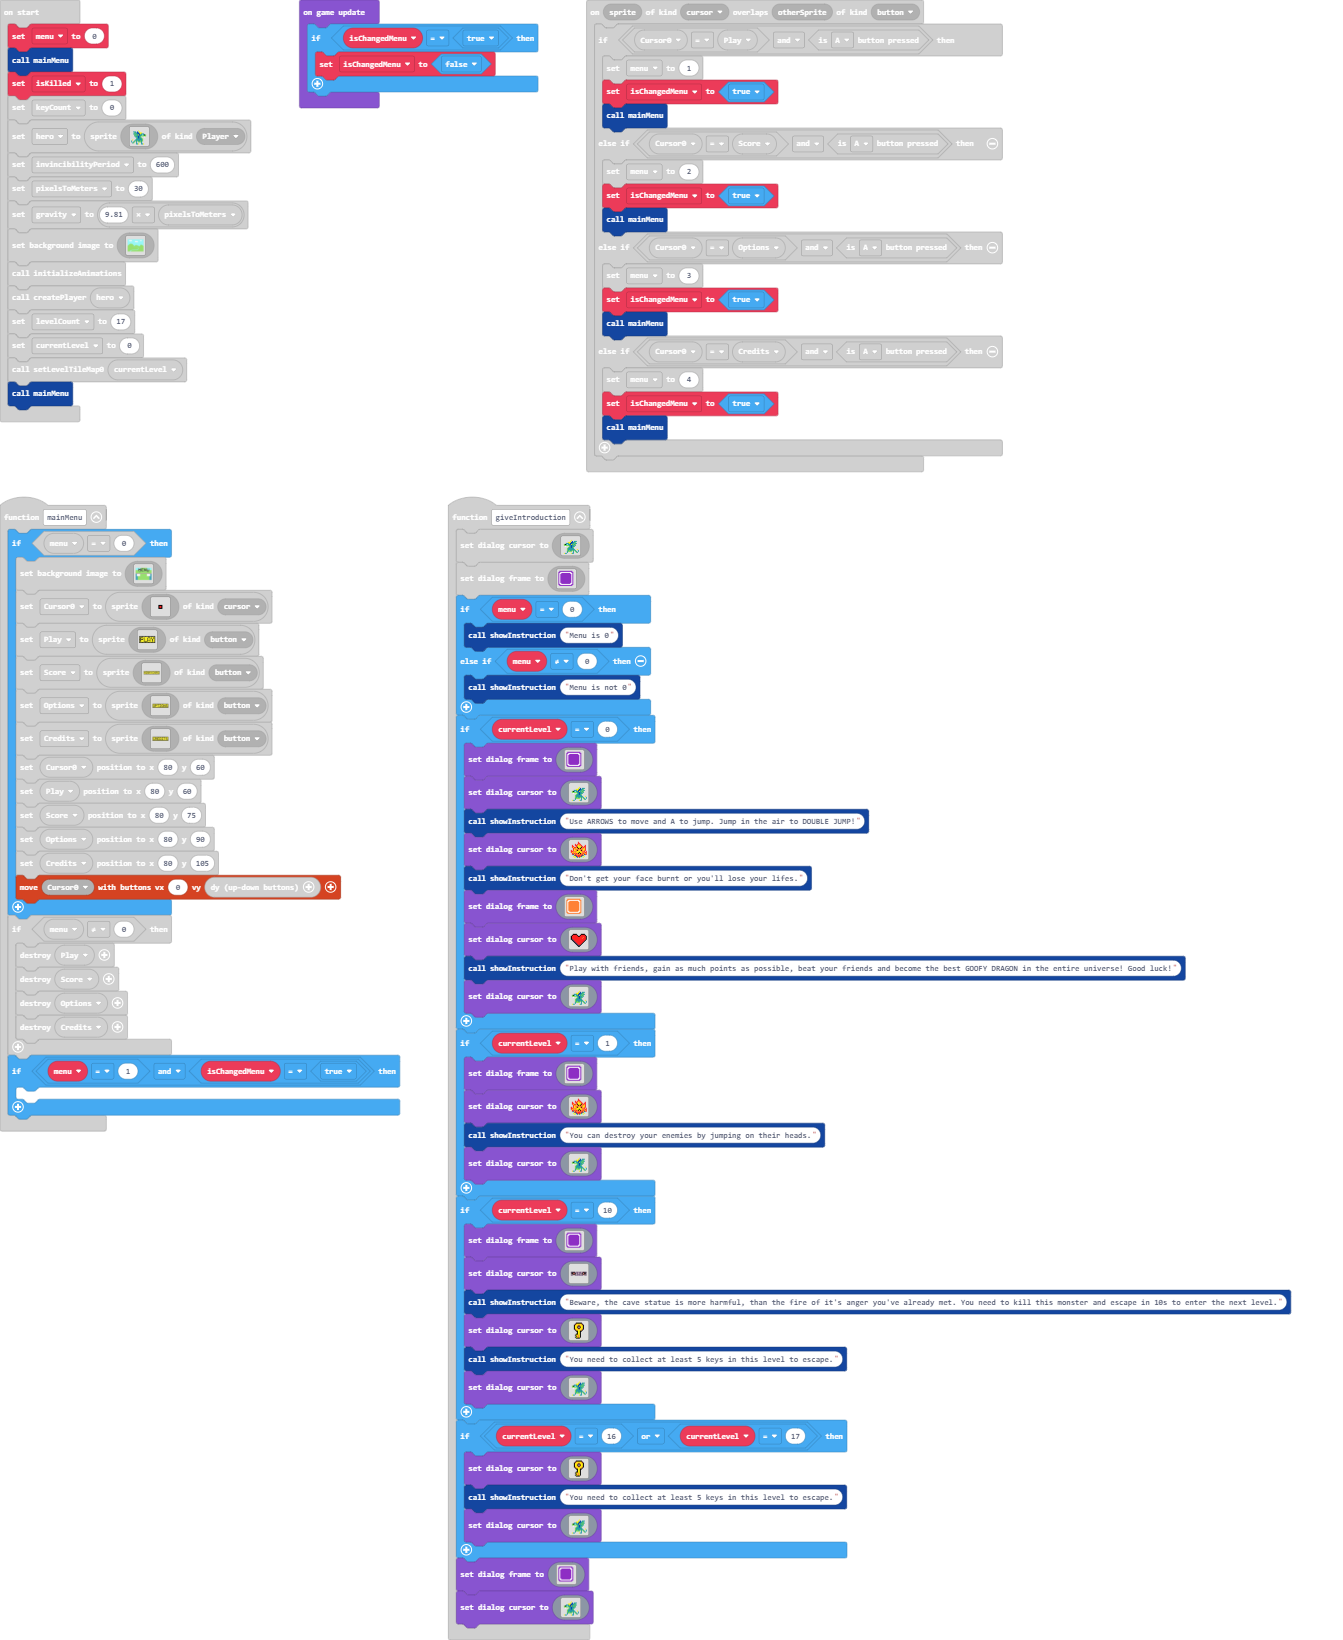 on start
set menu to 0
call mainMenu
set isKilled to 1
set keyCount to 0
set hero to sprite of kind Player
set invincibilityPeriod to 600
set pixelsToMeters to 30
set gravity to 9.81 × pixelsToMeters
set background image to
call initializeAnimations
call createPlayer hero
set levelCount to 17
set currentLevel to 0
call setLevelTileMap0 currentLevel
call mainMenu
on game update
if isChangedMenu = true then
set isChangedMenu to false
on sprite of kind cursor overlaps otherSprite of kind button
if Cursor0 = Play and is A button pressed then
set menu to 1
set isChangedMenu to true
call mainMenu
else if Cursor0 = Score and is A button pressed then
set menu to 2
set isChangedMenu to true
call mainMenu
else if Cursor0 = Options and is A button pressed then
set menu to 3
set isChangedMenu to true
call mainMenu
else if Cursor0 = Credits and is A button pressed then
set menu to 4
set isChangedMenu to true
call mainMenu
function mainMenu
if menu = 0 then
set background image to
set Cursor0 to sprite of kind cursor
set Play to sprite PLAY of kind button
set Score to sprite of kind button
set Options to sprite of kind button
set Credits to sprite of kind button
set Cursor0 position to x 80 y 60
set Play position to x 80 y 60
set Score position to x 80 y 75
set Options position to x 80 y 90
set Credits position to x 80 y 105
move Cursor0 with buttons vx 0 vy dy (up-down buttons)
if menu ≠ 0 then
destroy Play
destroy Score
destroy Options
destroy Credits
if menu = 1 and isChangedMenu = true then
function giveIntroduction
set dialog cursor to
set dialog frame to
if menu = 0 then
call showInstruction "Menu is 0"
else if menu ≠ 0 then
call showInstruction "Menu is not 0"
if currentLevel = 0 then
set dialog frame to
set dialog cursor to
call showInstruction "Use ARROWS to move and A to jump. Jump in the air to DOUBLE JUMP!"
set dialog cursor to
call showInstruction "Don't get your face burnt or you'll lose your lifes."
set dialog frame to
set dialog cursor to
call showInstruction "Play with friends, gain as much points as possible, beat your friends and become the best GOOFY DRAGON in the entire universe! Good luck!"
set dialog cursor to
if currentLevel = 1 then
set dialog frame to
set dialog cursor to
call showInstruction "You can destroy your enemies by jumping on their heads."
set dialog cursor to
if currentLevel = 10 then
set dialog frame to
set dialog cursor to
call showInstruction "Beware, the cave statue is more harmful, than the fire of it's anger you've already met. You need to kill this monster and escape in 10s to enter the next level."
set dialog cursor to
call showInstruction "You need to collect at least 5 keys in this level to escape."
set dialog cursor to
if currentLevel = 16 or currentLevel = 17 then
set dialog cursor to
call showInstruction "You need to collect at least 5 keys in this level to escape."
set dialog cursor to
set dialog frame to
set dialog cursor to